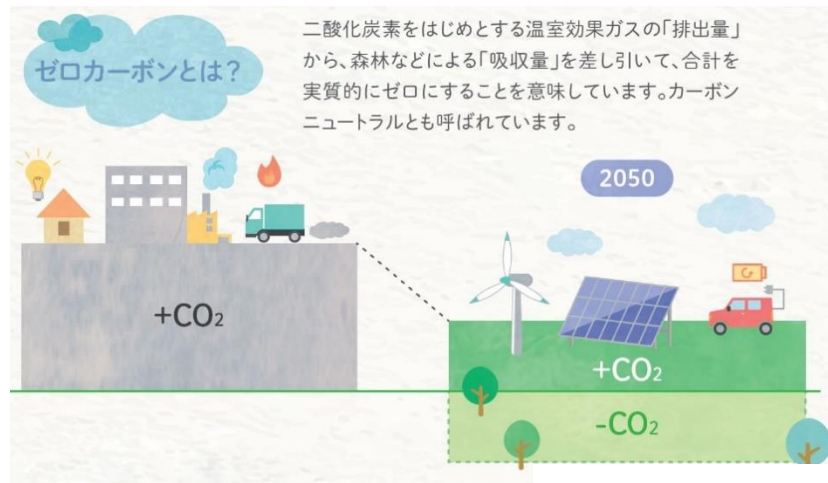 ゼロカーボンとは？
二酸化炭素をはじめとする温室効果ガスの「排出量」
から、森林などによる「吸収量」を差し引いて、合計を
実質的にゼロにすることを意味しています。カーボン
ニュートラルとも呼ばれています。
2050
+CO₂
+CO₂
-CO₂